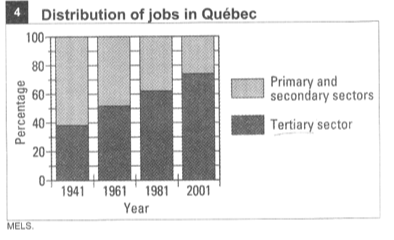 4 Distribution of jobs in Québec
100
80
60
40
20
0
Percentage
1941 1961 1981 2001
Year
Primary and
secondary sectors
Tertiary sector
MELS.